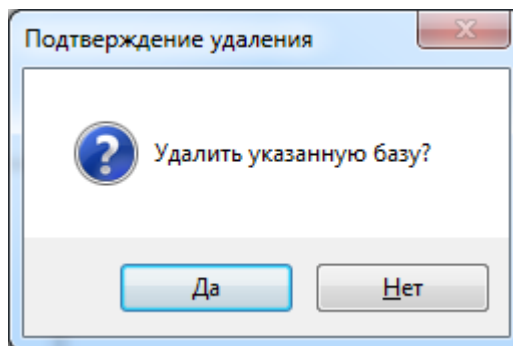 Подтверждение удаления
Удалить указанную базу?
Да
Нет